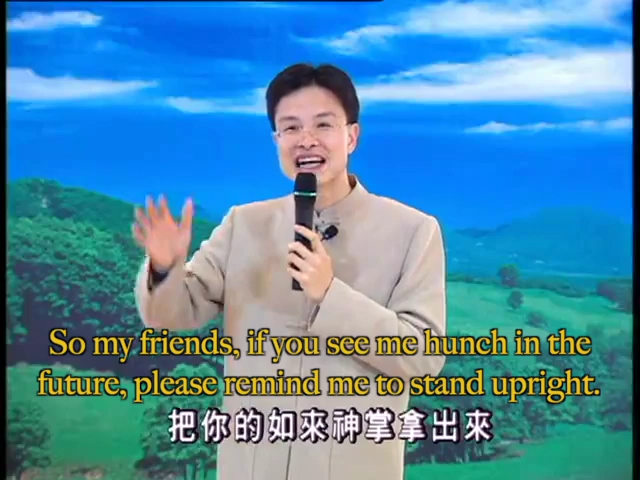 So my friends, if you see me hunch in the
future, please remind me to stand upright.
把你的如來神掌拿出來